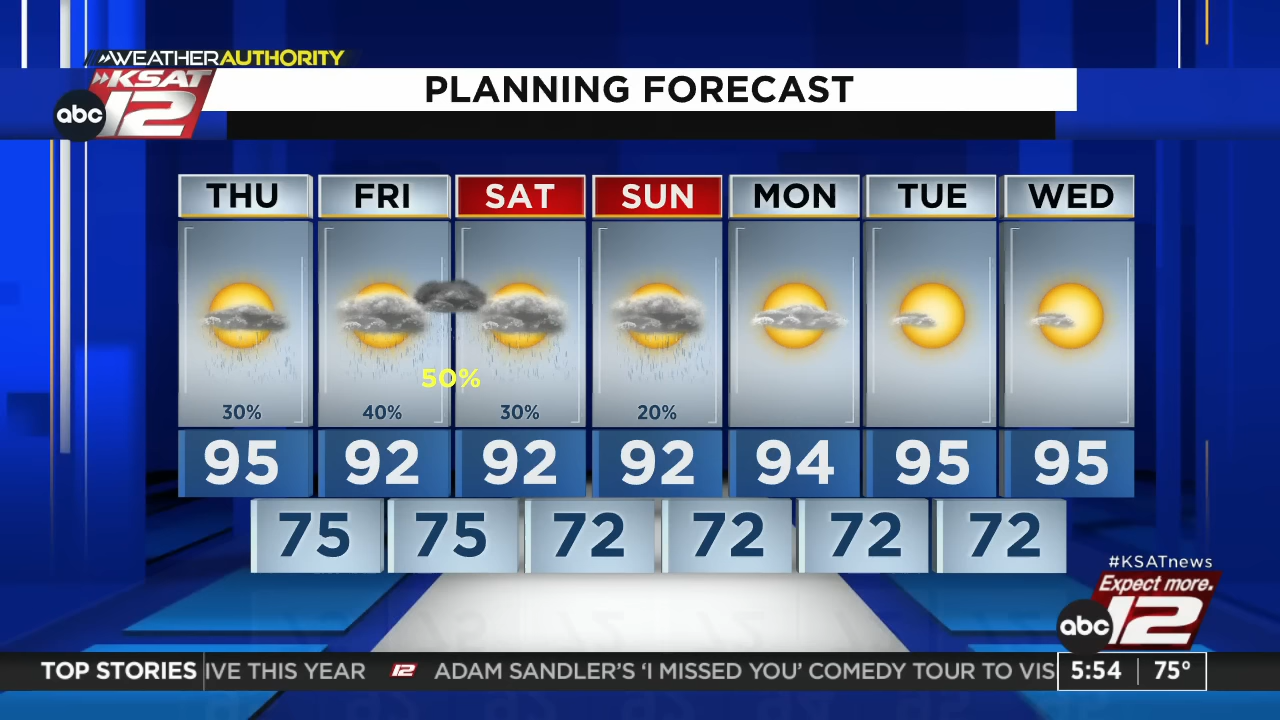 WEATHERAUTHORITY
KSAT
abc 12
PLANNING FORECAST
THU FRI SAT SUN MON TUE WED
50%
30% 40% 30% 20%
95 92 92 92 94 95 95
75 75 72 72 72 72
#KSATnews
Expect more.
abc 12
TOP STORIES IVE THIS YEAR 12 ADAM SANDLER'S 'I MISSED YOU' COMEDY TOUR TO VIS 5:54 75°